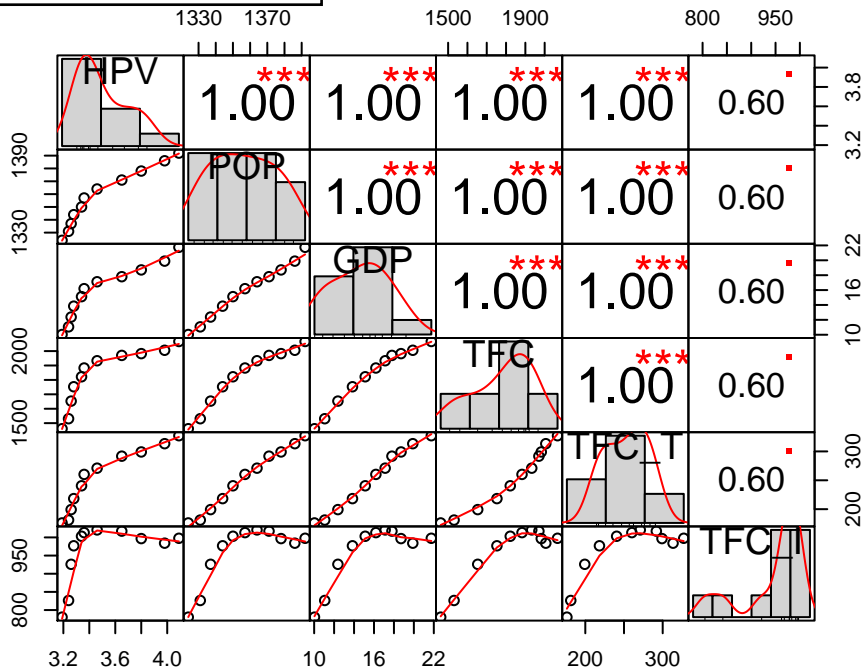 1330 1370 1500 1900 800 950
HPV 1.00 *** 1.00 *** 1.00 *** 1.00 *** 0.60 3.2 3.8
1330 1390 POP 1.00 *** 1.00 *** 1.00 *** 0.60
GDP 1.00 *** 1.00 *** 0.60 10 16 22
1500 2000 TFC 1.00 *** 0.60
TFC_T 0.60 200 300
800 950 TFC_I
3.2 3.6 4.0 10 16 22 200 300